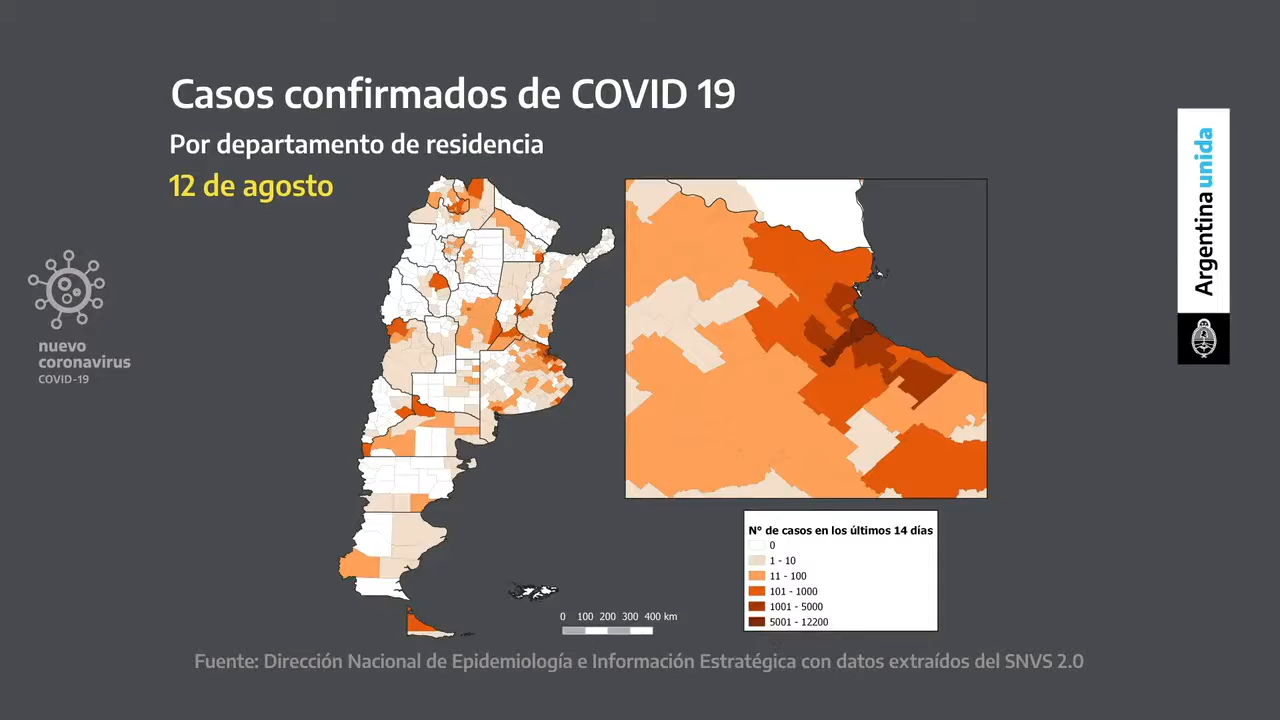 Casos confirmados de COVID 19
Por departamento de residencia
12 de agosto
nuevo
coronavirus
COVID-19
Argentina unida
N° de casos en los últimos 14 días
0
1 - 10
11 - 100
101 - 1000
1001 - 5000
5001 - 12200
0 100 200 300 400 km
Fuente: Dirección Nacional de Epidemiología e Información Estratégica con datos extraídos del SNVS 2.0